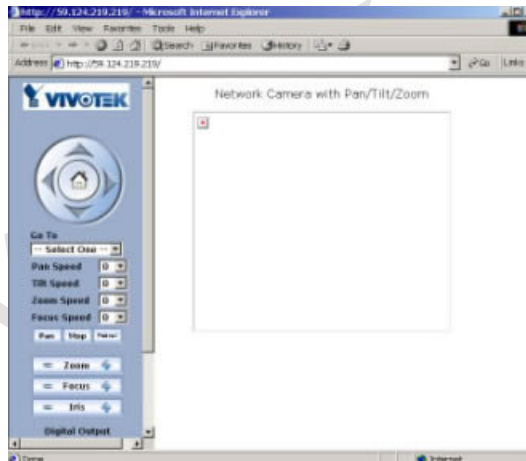 http://59.124.219.219/ - Microsoft Internet Explorer
File Edit View Favorites Tools Help
Search Favorites History
Address http://59.124.219.219/ Go Links
VIVOTEK
Network Camera with Pan/Tilt/Zoom
Go To
-- Select One --
Pan Speed 0
Tilt Speed 0
Zoom Speed 0
Focus Speed 0
Pan Stop
Zoom
Focus
Iris
Digital Output
Done Internet